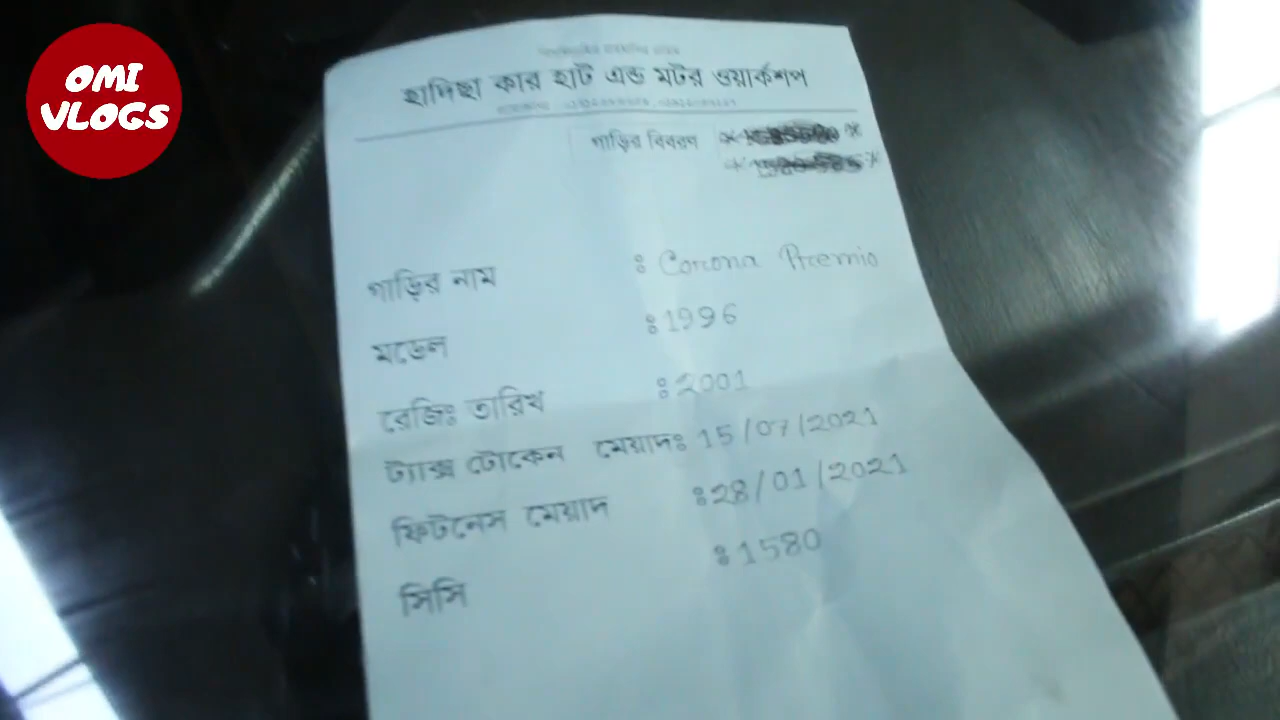 OMI
VLOGS
হাদিছা কার হাট এন্ড মটর ওয়ার্কশপ
গাড়ির বিবরণ
গাড়ির নাম : Corona Premio
মডেল : 1996
রেজিঃ তারিখ : 2001
ট্যাক্স টোকেন মেয়াদঃ 15/07/2021
ফিটনেস মেয়াদ : 28/01/2021
সিসি : 1580